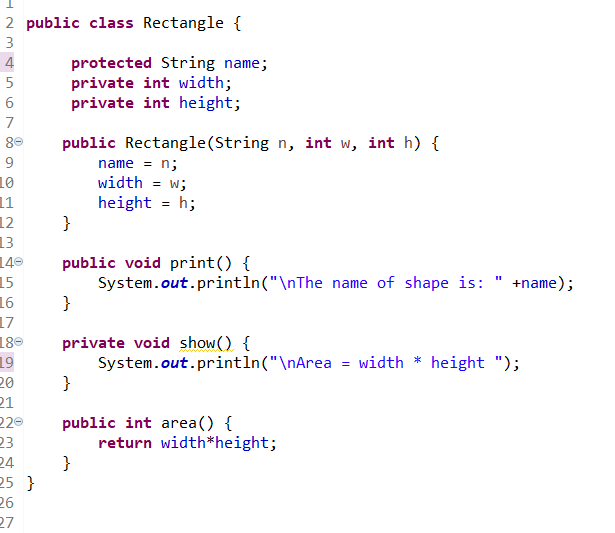 1
2 public class Rectangle {
3
4     protected String name;
5     private int width;
6     private int height;
7
8    public Rectangle(String n, int w, int h) {
9        name = n;
10        width = w;
11        height = h;
12    }
13
14    public void print() {
15        System.out.println("\nThe name of shape is: " +name);
16    }
17
18    private void show() {
19        System.out.println("\nArea = width * height ");
20    }
21
22    public int area() {
23        return width*height;
24    }
25 }
26
27